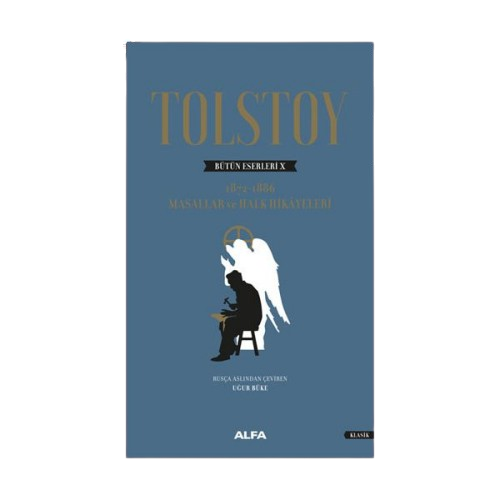 TOLSTOY
BÜTÜN ESERLERİ X
1872-1886
MASALLAR ve HALK HİKAYELERİ
RUSÇA ASLINDAN ÇEVİREN
UĞUR BÜKE
ALFA
KLASİK